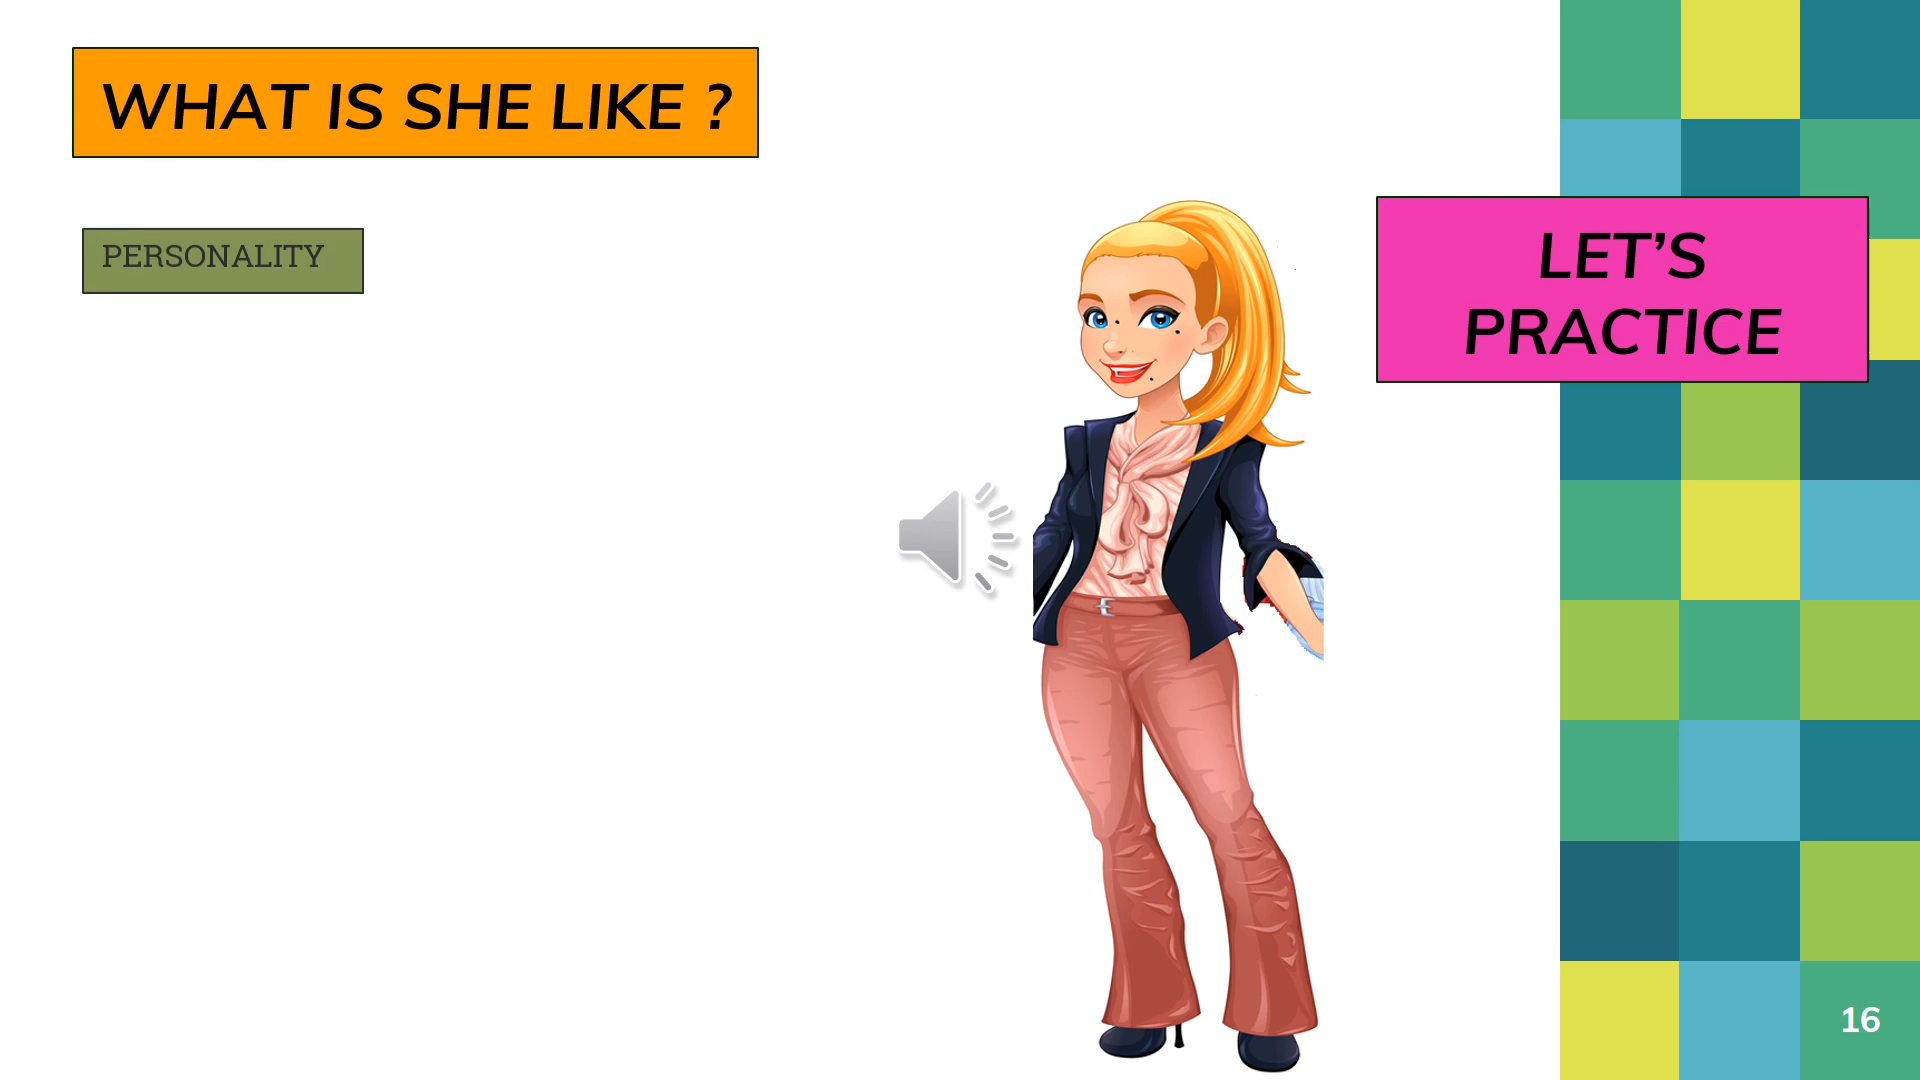 WHAT IS SHE LIKE ?
PERSONALITY
LET’S
PRACTICE
16